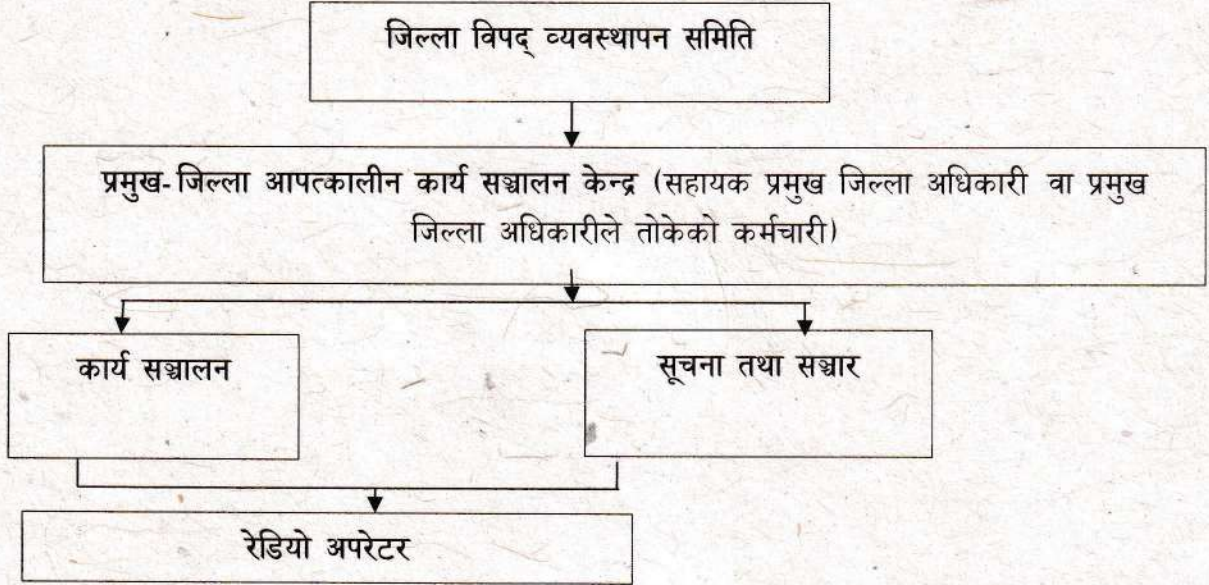 जिल्ला विपद् व्यवस्थापन समिति
प्रमुख-जिल्ला आपत्कालीन कार्य सञ्चालन केन्द्र (सहायक प्रमुख जिल्ला अधिकारी वा प्रमुख
जिल्ला अधिकारीले तोकेको कर्मचारी)
कार्य सञ्चालन
सूचना तथा सञ्चार
रेडियो अपरेटर